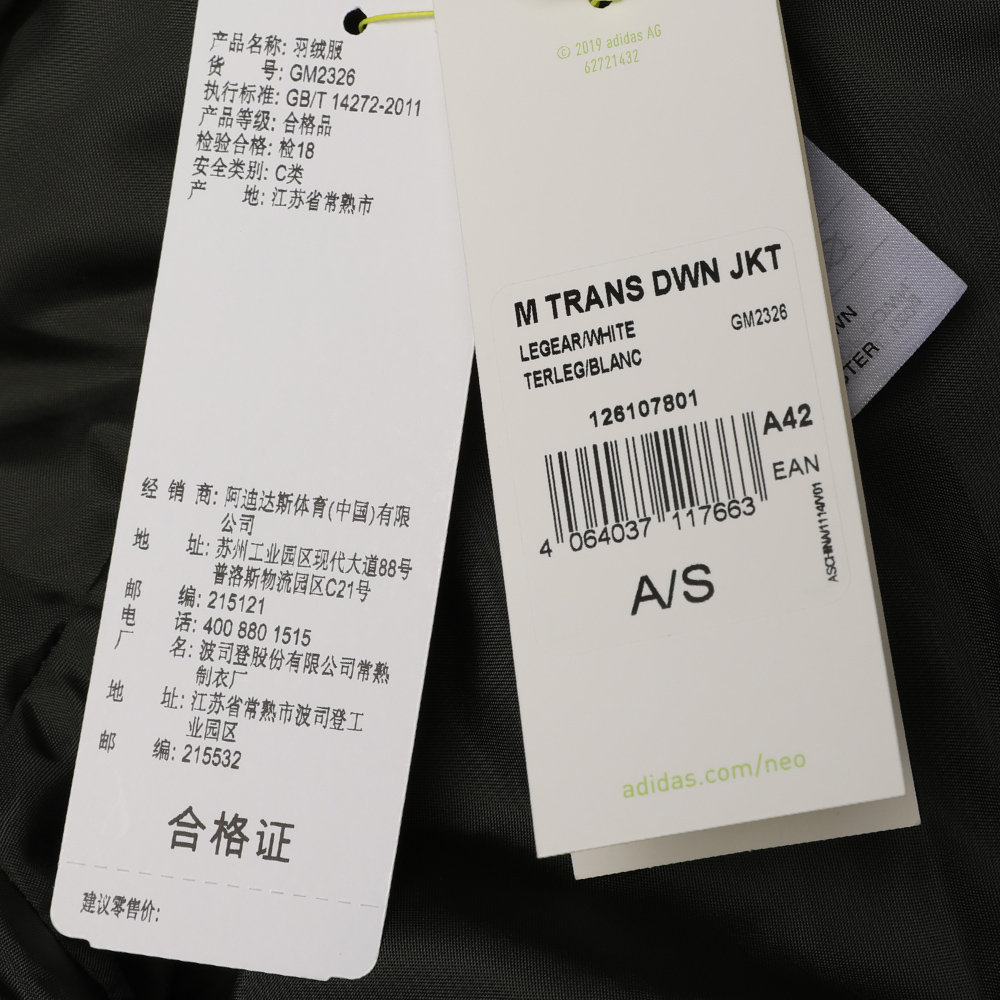 产品名称: 羽绒服
货 号: GM2326
执行标准: GB/T 14272-2011
产品等级: 合格品
检验合格: 检18
安全类别: C类
产 地: 江苏省常熟市
经 销 商: 阿迪达斯体育(中国)有限
公司
地 址: 苏州工业园区现代大道88号
普洛斯物流园区C21号
邮 编: 215121
电 话: 400 880 1515
厂 名: 波司登股份有限公司常熟
制衣厂
地 址: 江苏省常熟市波司登工
业园区
邮 编: 215532
合格证
建议零售价:
© 2019 adidas AG
62721432
M TRANS DWN JKT
LEGEAR/WHITE GM2326
TERLEG/BLANC
126107801
A42
EAN
4 064037 117663
A/S
adidas.com/neo